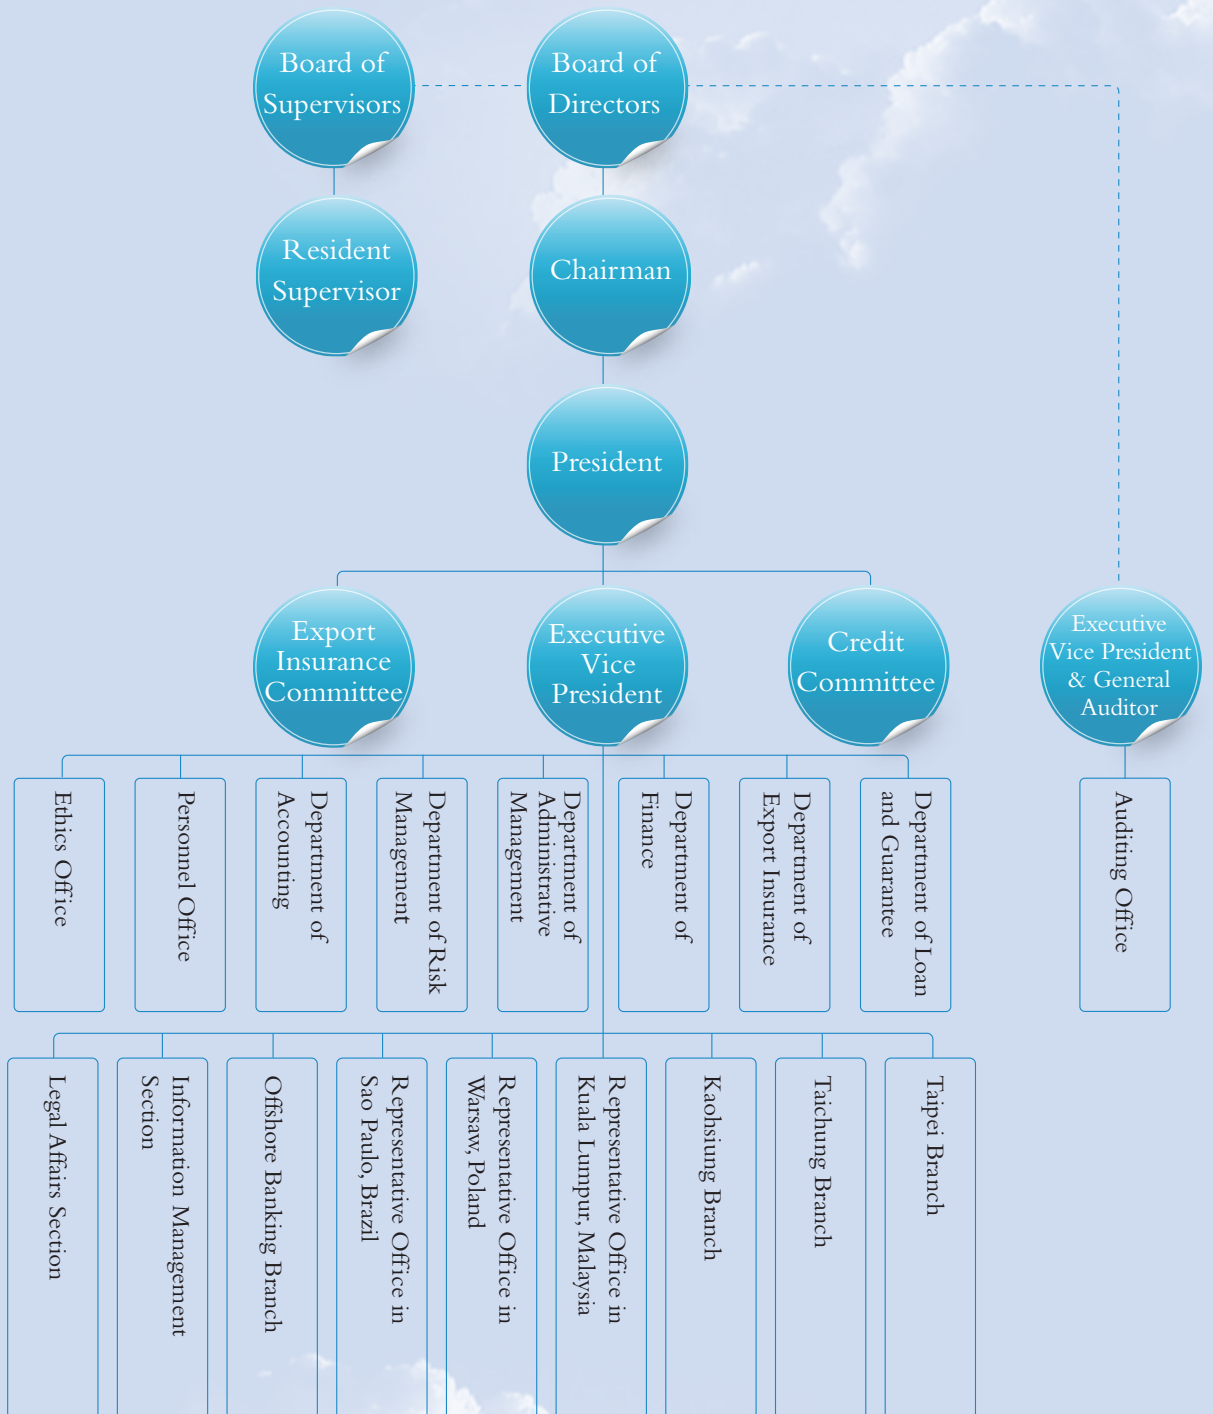 Board of
Supervisors
Board of
Directors
Resident
Supervisor
Chairman
President
Export
Insurance
Committee
Executive
Vice
President
Credit
Committee
Executive
Vice President
& General
Auditor
Ethics Office
Personnel Office
Department of
Accounting
Department of Risk
Management
Department of
Administrative
Management
Department of
Finance
Department of
Export Insurance
Department of Loan
and Guarantee
Auditing Office
Legal Affairs Section
Information Management
Section
Offshore Banking Branch
Representative Office in
Sao Paulo, Brazil
Representative Office in
Warsaw, Poland
Representative Office in
Kuala Lumpur, Malaysia
Kaohsiung Branch
Taichung Branch
Taipei Branch